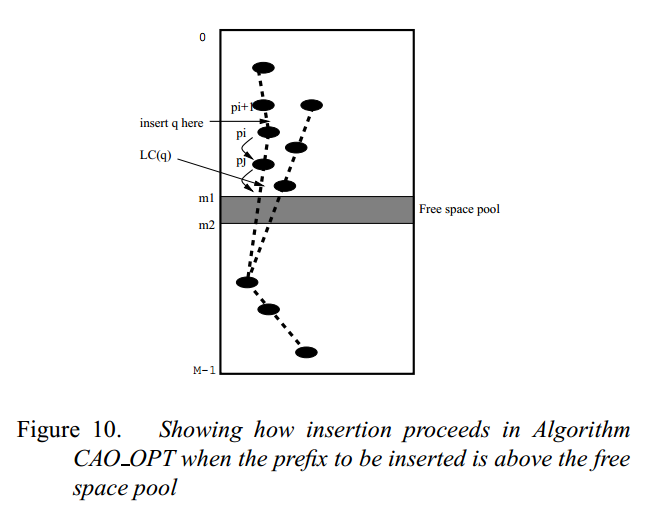 0
pi+1
insert q here
pi
LC(q)
pj
m1
Free space pool
m2
M-1
Figure 10. Showing how insertion proceeds in Algorithm
CAO_OPT when the prefix to be inserted is above the free
space pool